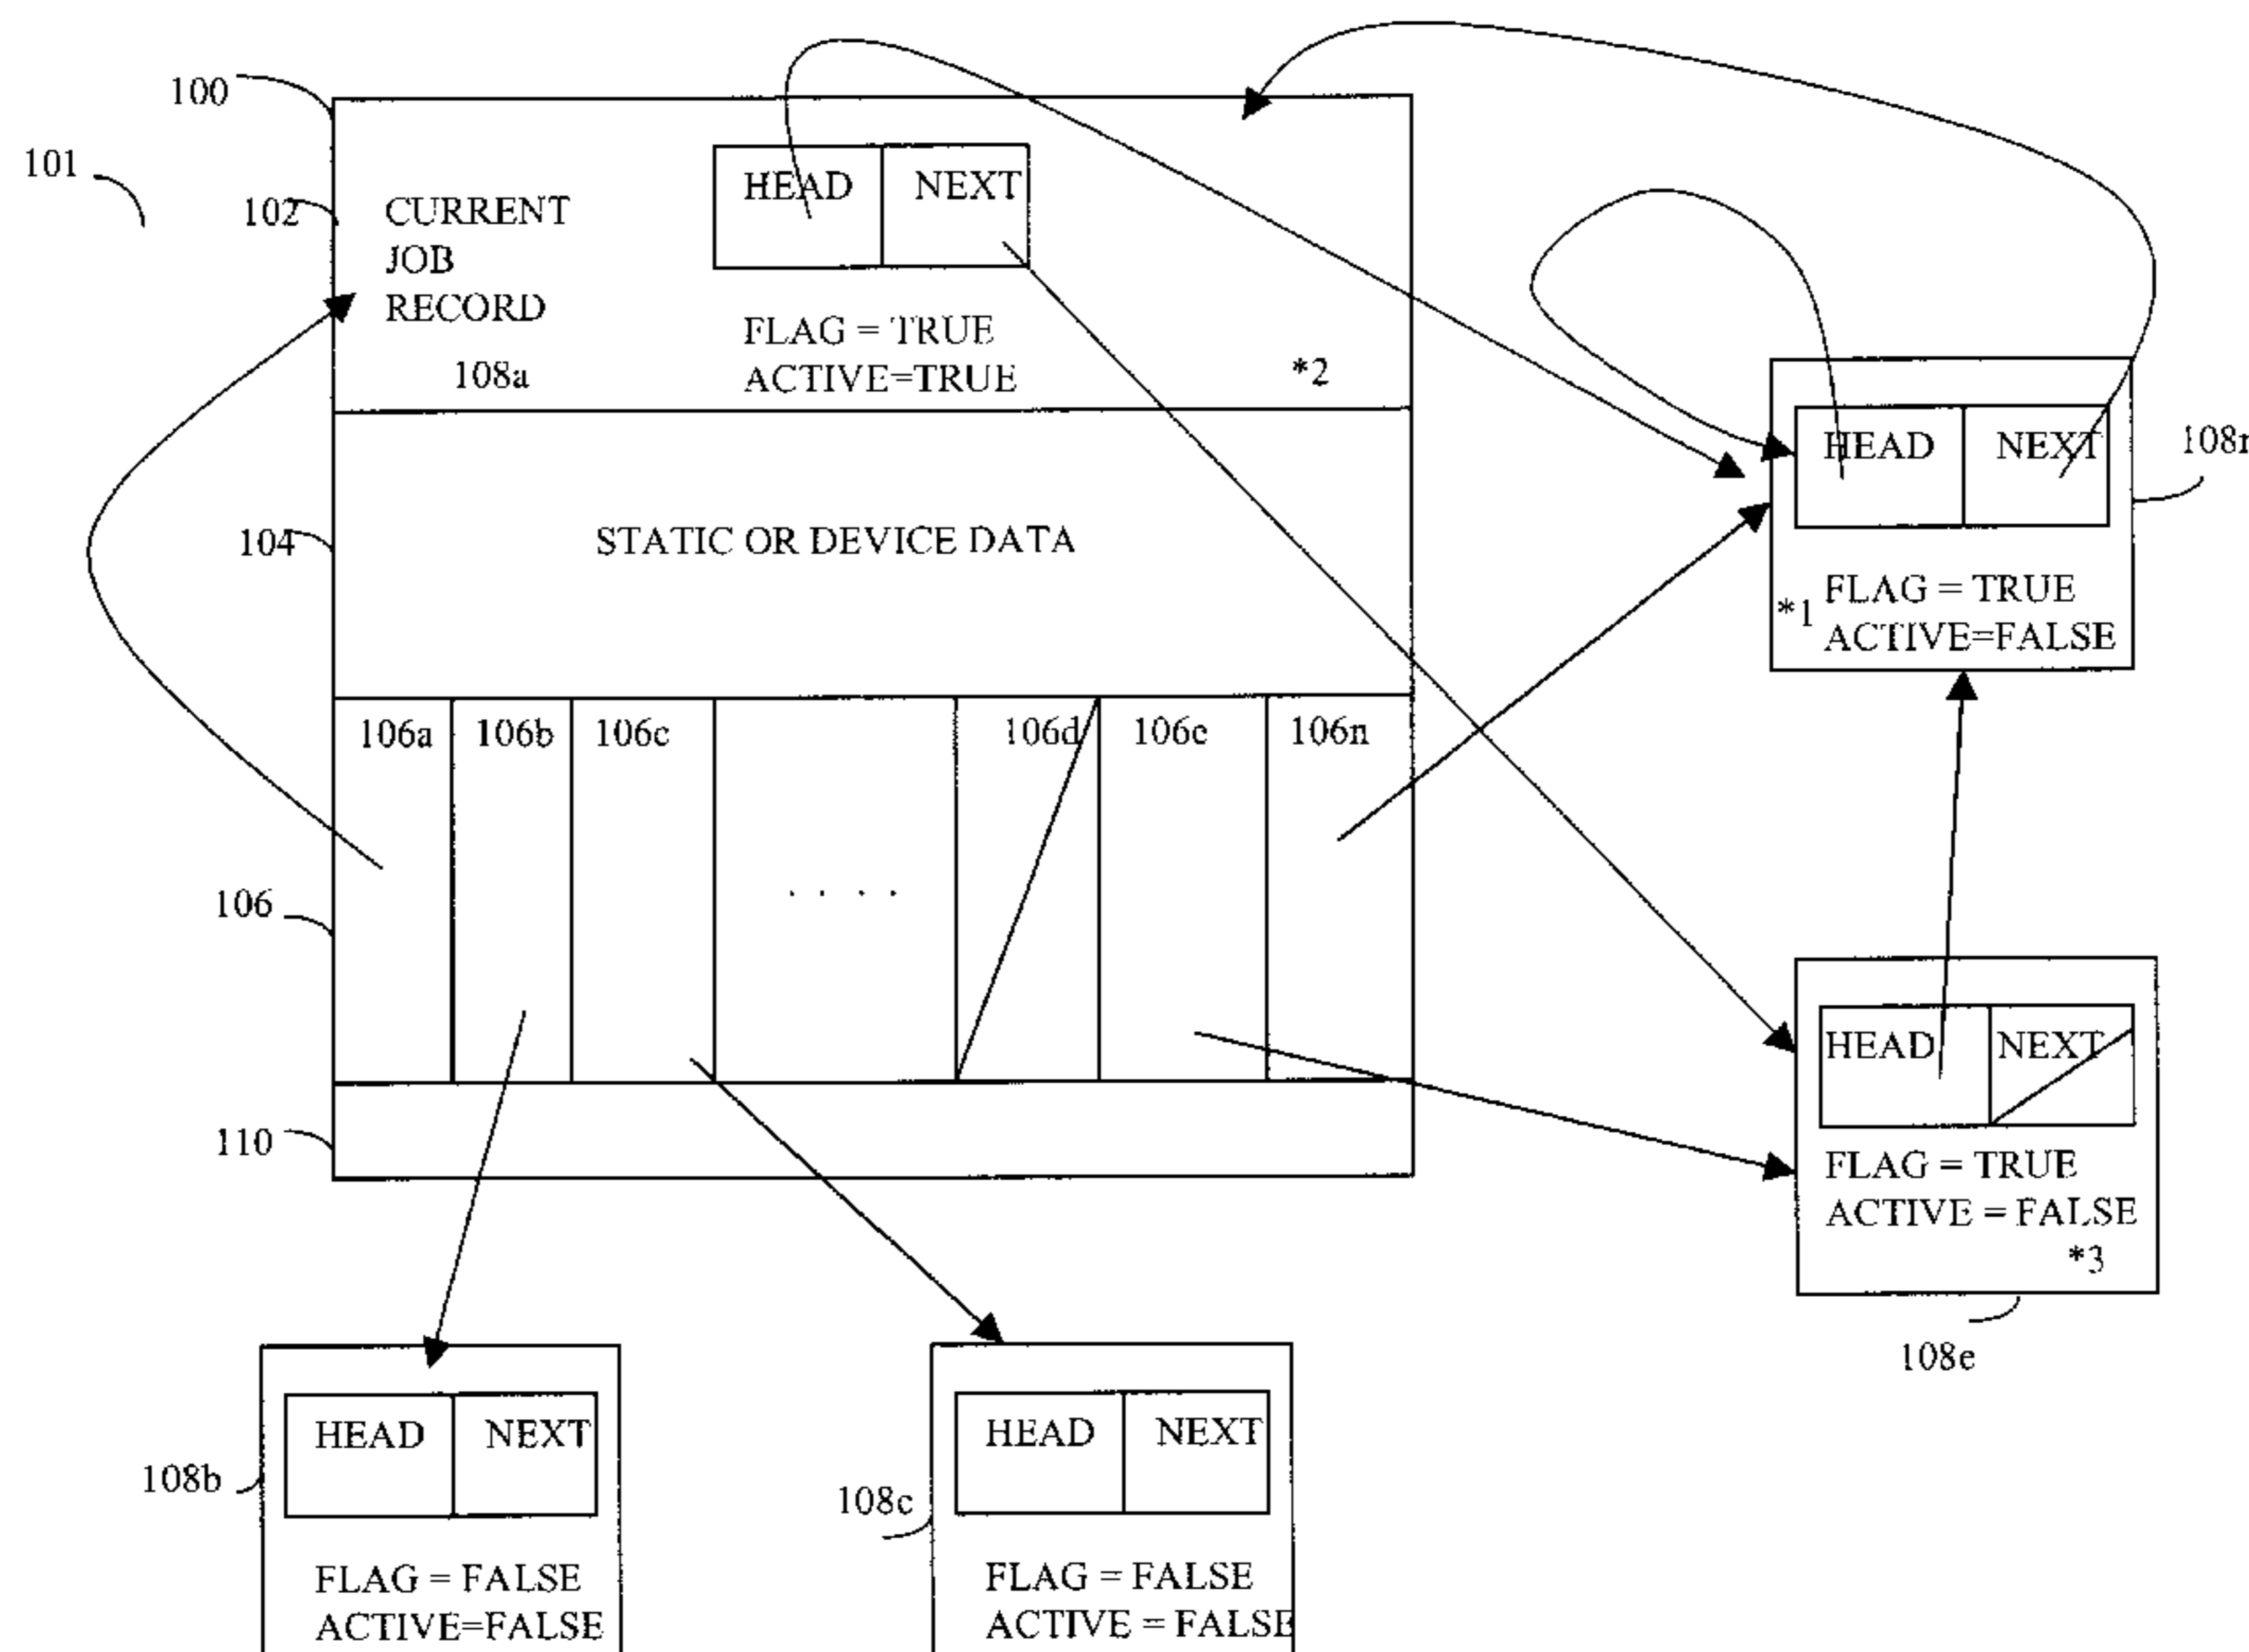 100
101
HEAD NEXT
102
CURRENT
JOB
RECORD
FLAG = TRUE
ACTIVE=TRUE
108a
*2
HEAD NEXT
FLAG = TRUE
*1
ACTIVE=FALSE
104
STATIC OR DEVICE DATA
106a 106b 106c 106d 106e 106n
106
. . . .
110
HEAD NEXT
FLAG = TRUE
ACTIVE = FALSE
*3
108e
HEAD NEXT
108b
FLAG = FALSE
ACTIVE=FALSE
HEAD NEXT
108c
FLAG = FALSE
ACTIVE = FALSE